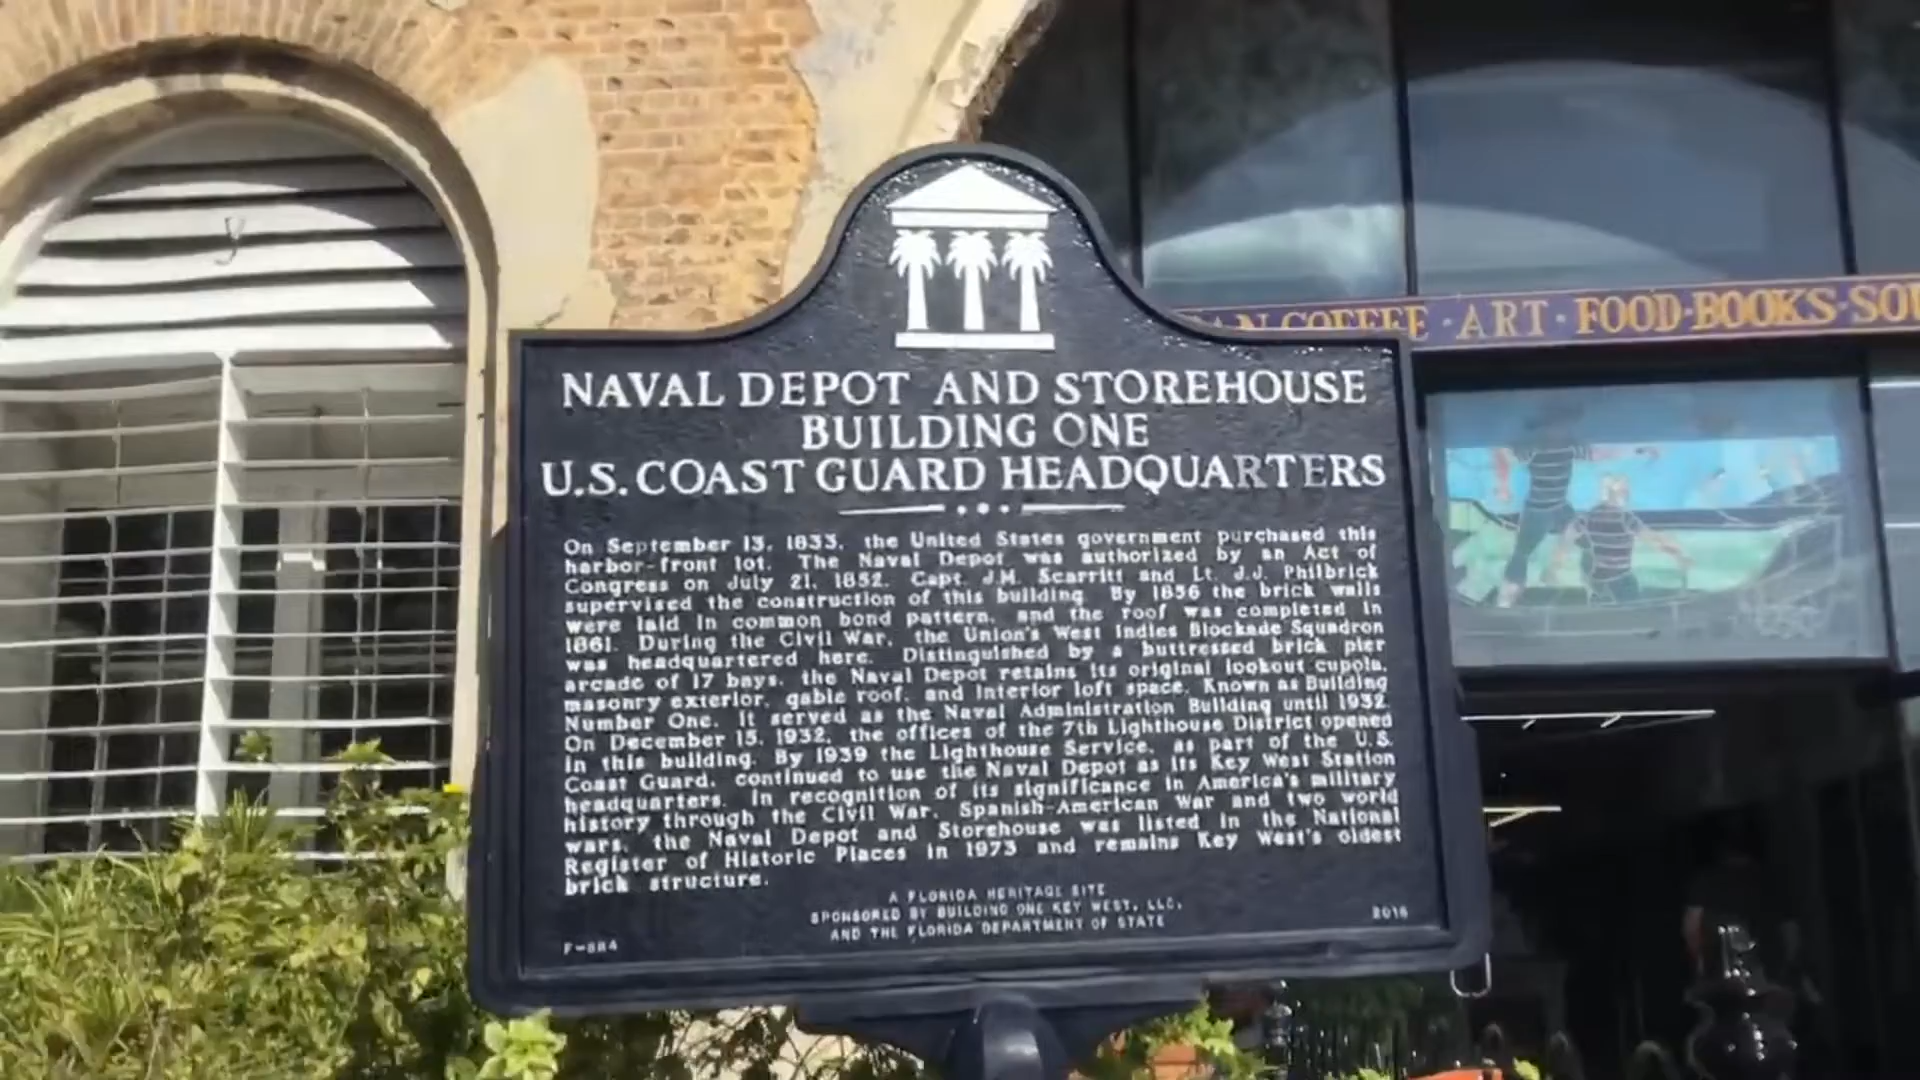 AN COFFEE · ART · FOOD · BOOKS · SOU
NAVAL DEPOT AND STOREHOUSE
BUILDING ONE
U.S. COAST GUARD HEADQUARTERS
On September 13, 1833, the United States government purchased this
harbor-front lot. The Naval Depot was authorized by an Act of
Congress on July 21, 1852. Capt. J.M. Scarritt and Lt. J.J. Philbrick
supervised the construction of this building. By 1856 the brick walls
were laid in common bond pattern, and the roof was completed in
1861. During the Civil War, the Union's West Indies Blockade Squadron
was headquartered here. Distinguished by a buttressed brick pier
arcade of 17 bays, the Naval Depot retains its original lookout cupola,
masonry exterior, gable roof, and interior loft space. Known as Building
Number One, it served as the Naval Administration Building until 1932.
On December 15, 1932, the offices of the 7th Lighthouse District opened
in this building. By 1939 the Lighthouse Service, as part of the U.S.
Coast Guard, continued to use the Naval Depot as its Key West Station
headquarters. In recognition of its significance in America's military
history through the Civil War, Spanish-American War and two world
wars, the Naval Depot and Storehouse was listed in the National
Register of Historic Places in 1973 and remains Key West's oldest
brick structure.
A FLORIDA HERITAGE SITE
SPONSORED BY BUILDING ONE KEY WEST, LLC,
AND THE FLORIDA DEPARTMENT OF STATE
F-884
2016